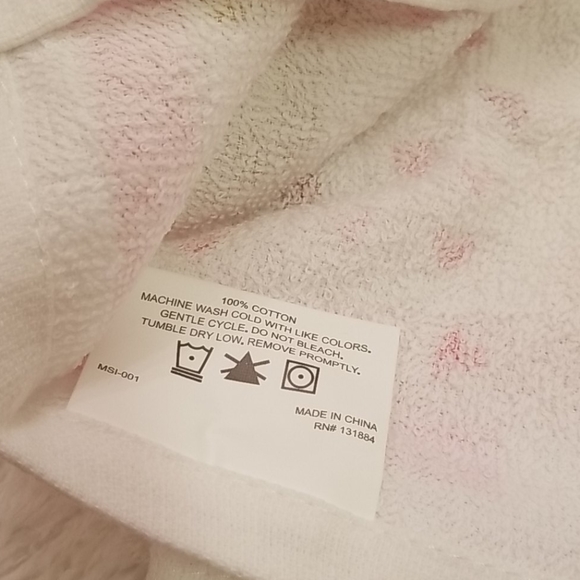 100% COTTON
MACHINE WASH COLD WITH LIKE COLORS.
GENTLE CYCLE. DO NOT BLEACH.
TUMBLE DRY LOW. REMOVE PROMPTLY.
MSI-001
MADE IN CHINA
RN# 131884